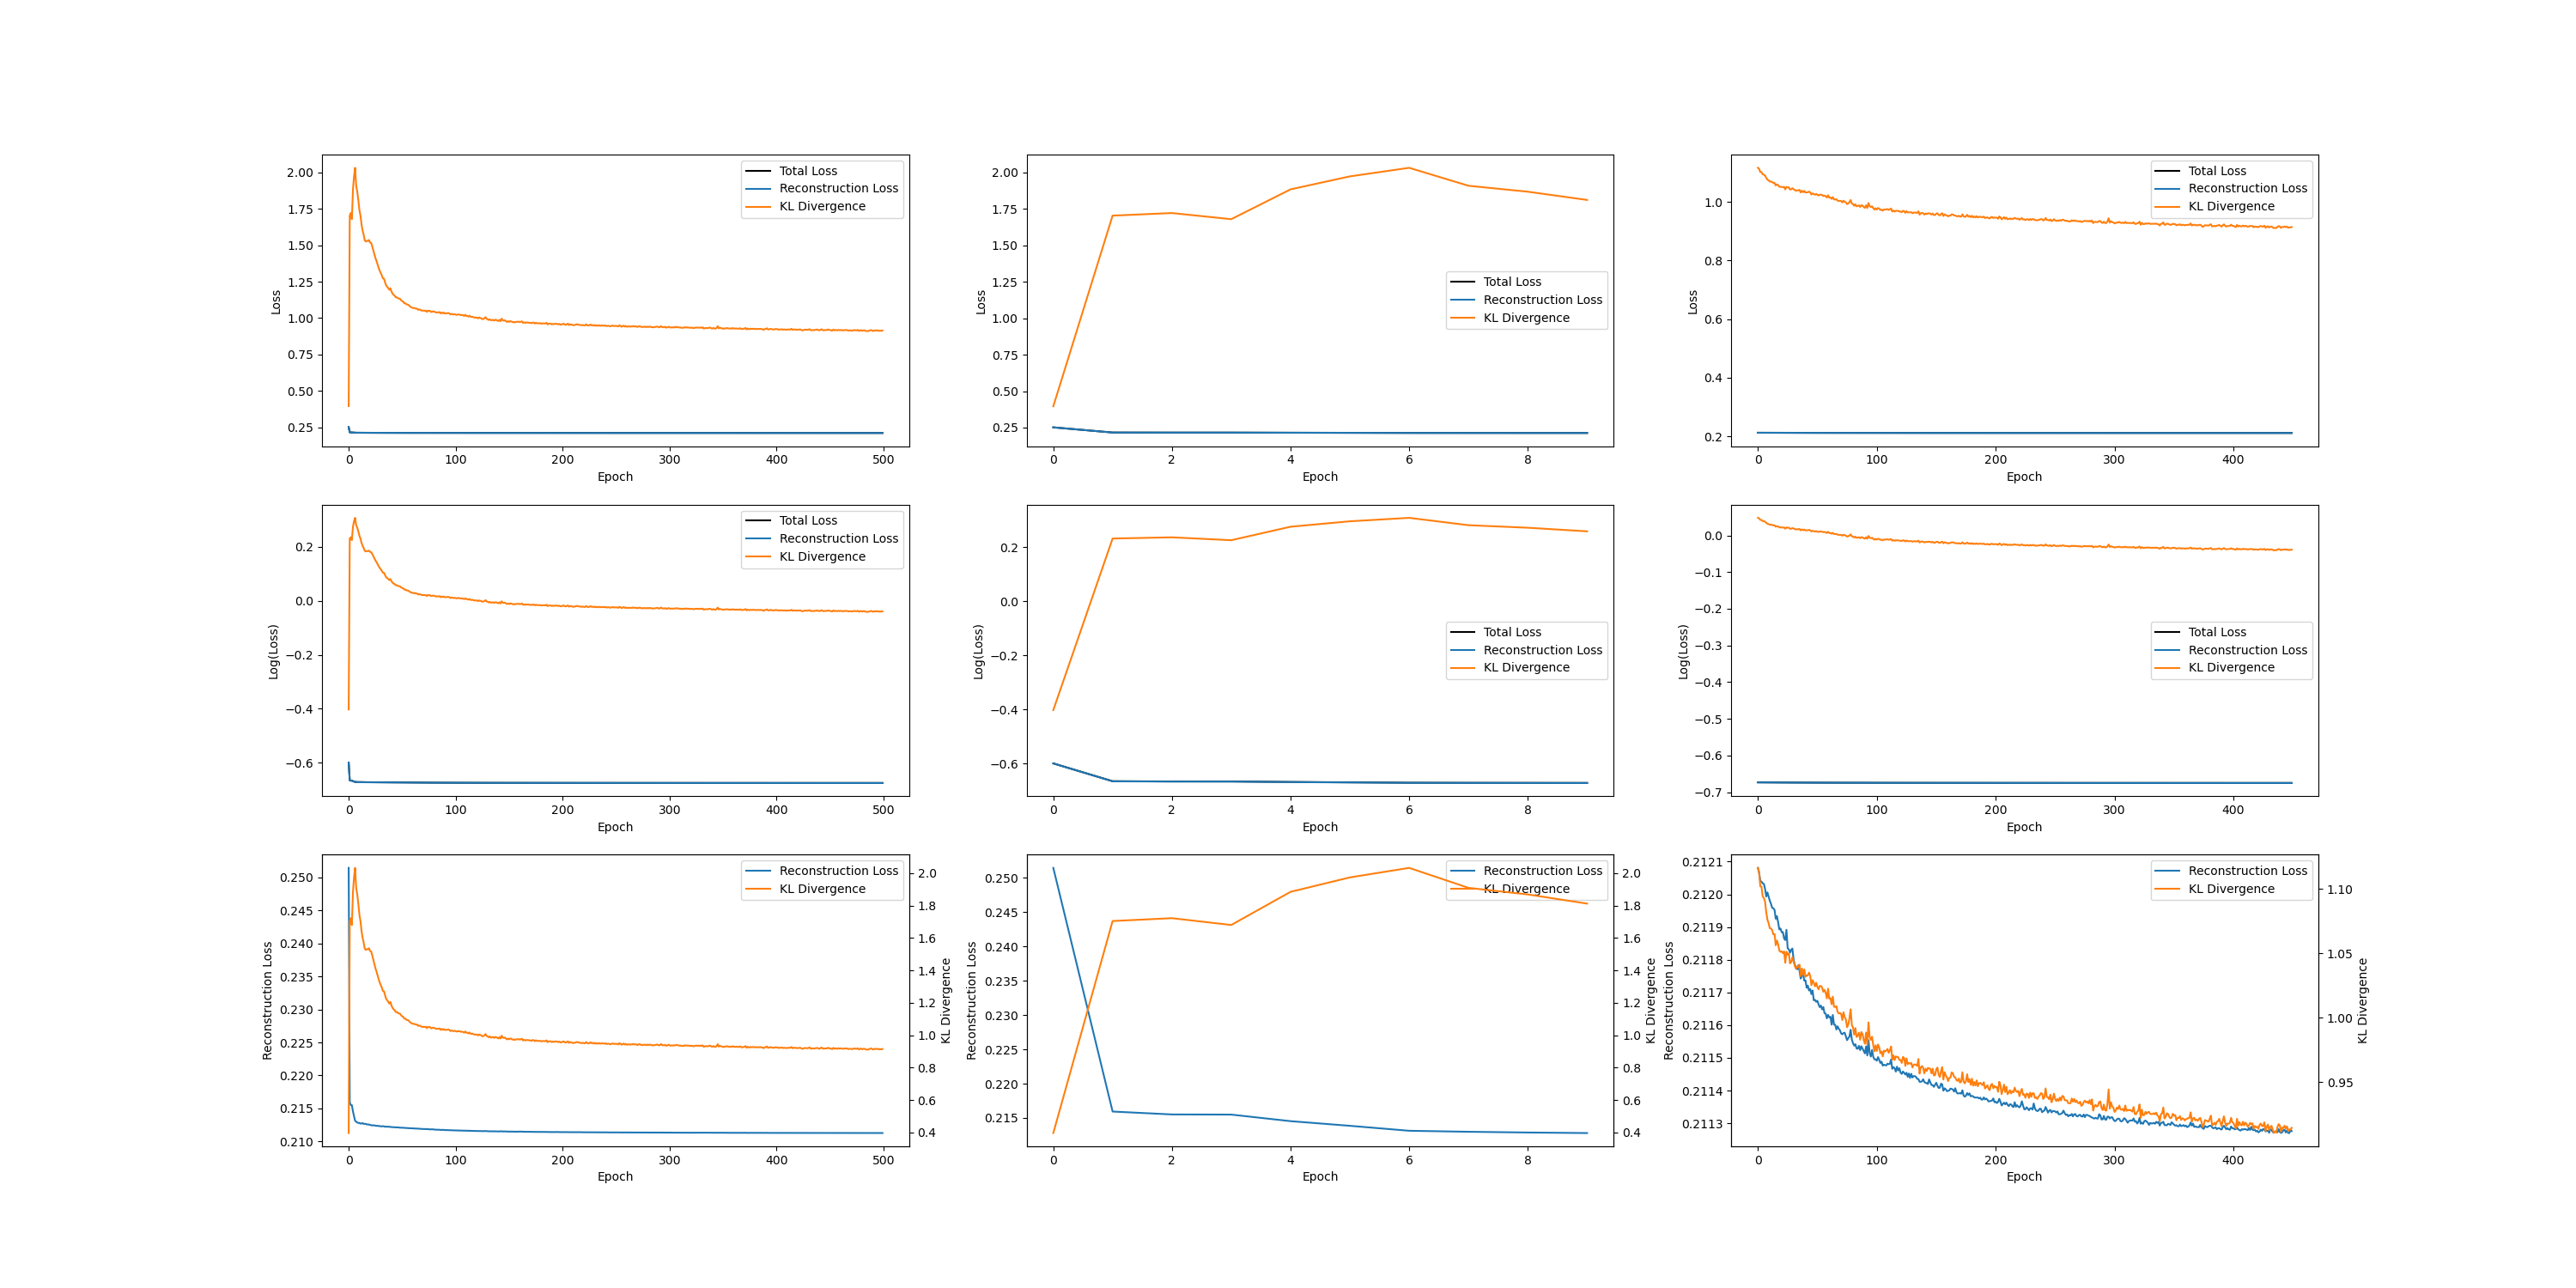 2.00
1.75
1.50
1.25
1.00
0.75
0.50
0.25
Loss
Total Loss
Reconstruction Loss
KL Divergence
0 100 200 300 400 500
Epoch
2.00
1.75
1.50
1.25
1.00
0.75
0.50
0.25
Loss
Total Loss
Reconstruction Loss
KL Divergence
0 2 4 6 8
Epoch
1.0
0.8
0.6
0.4
0.2
Loss
Total Loss
Reconstruction Loss
KL Divergence
0 100 200 300 400
Epoch
0.2
0.0
−0.2
−0.4
−0.6
Log(Loss)
Total Loss
Reconstruction Loss
KL Divergence
0 100 200 300 400 500
Epoch
0.2
0.0
−0.2
−0.4
−0.6
Log(Loss)
Total Loss
Reconstruction Loss
KL Divergence
0 2 4 6 8
Epoch
0.0
−0.1
−0.2
−0.3
−0.4
−0.5
−0.6
−0.7
Log(Loss)
Total Loss
Reconstruction Loss
KL Divergence
0 100 200 300 400
Epoch
0.250
0.245
0.240
0.235
0.230
0.225
0.220
0.215
0.210
Reconstruction Loss
Reconstruction Loss
KL Divergence
2.0
1.8
1.6
1.4
1.2
1.0
0.8
0.6
0.4
KL Divergence
0 100 200 300 400 500
Epoch
0.250
0.245
0.240
0.235
0.230
0.225
0.220
0.215
Reconstruction Loss
Reconstruction Loss
KL Divergence
2.0
1.8
1.6
1.4
1.2
1.0
0.8
0.6
0.4
KL Divergence
0 2 4 6 8
Epoch
0.2121
0.2120
0.2119
0.2118
0.2117
0.2116
0.2115
0.2114
0.2113
Reconstruction Loss
Reconstruction Loss
KL Divergence
1.10
1.05
1.00
0.95
KL Divergence
0 100 200 300 400
Epoch